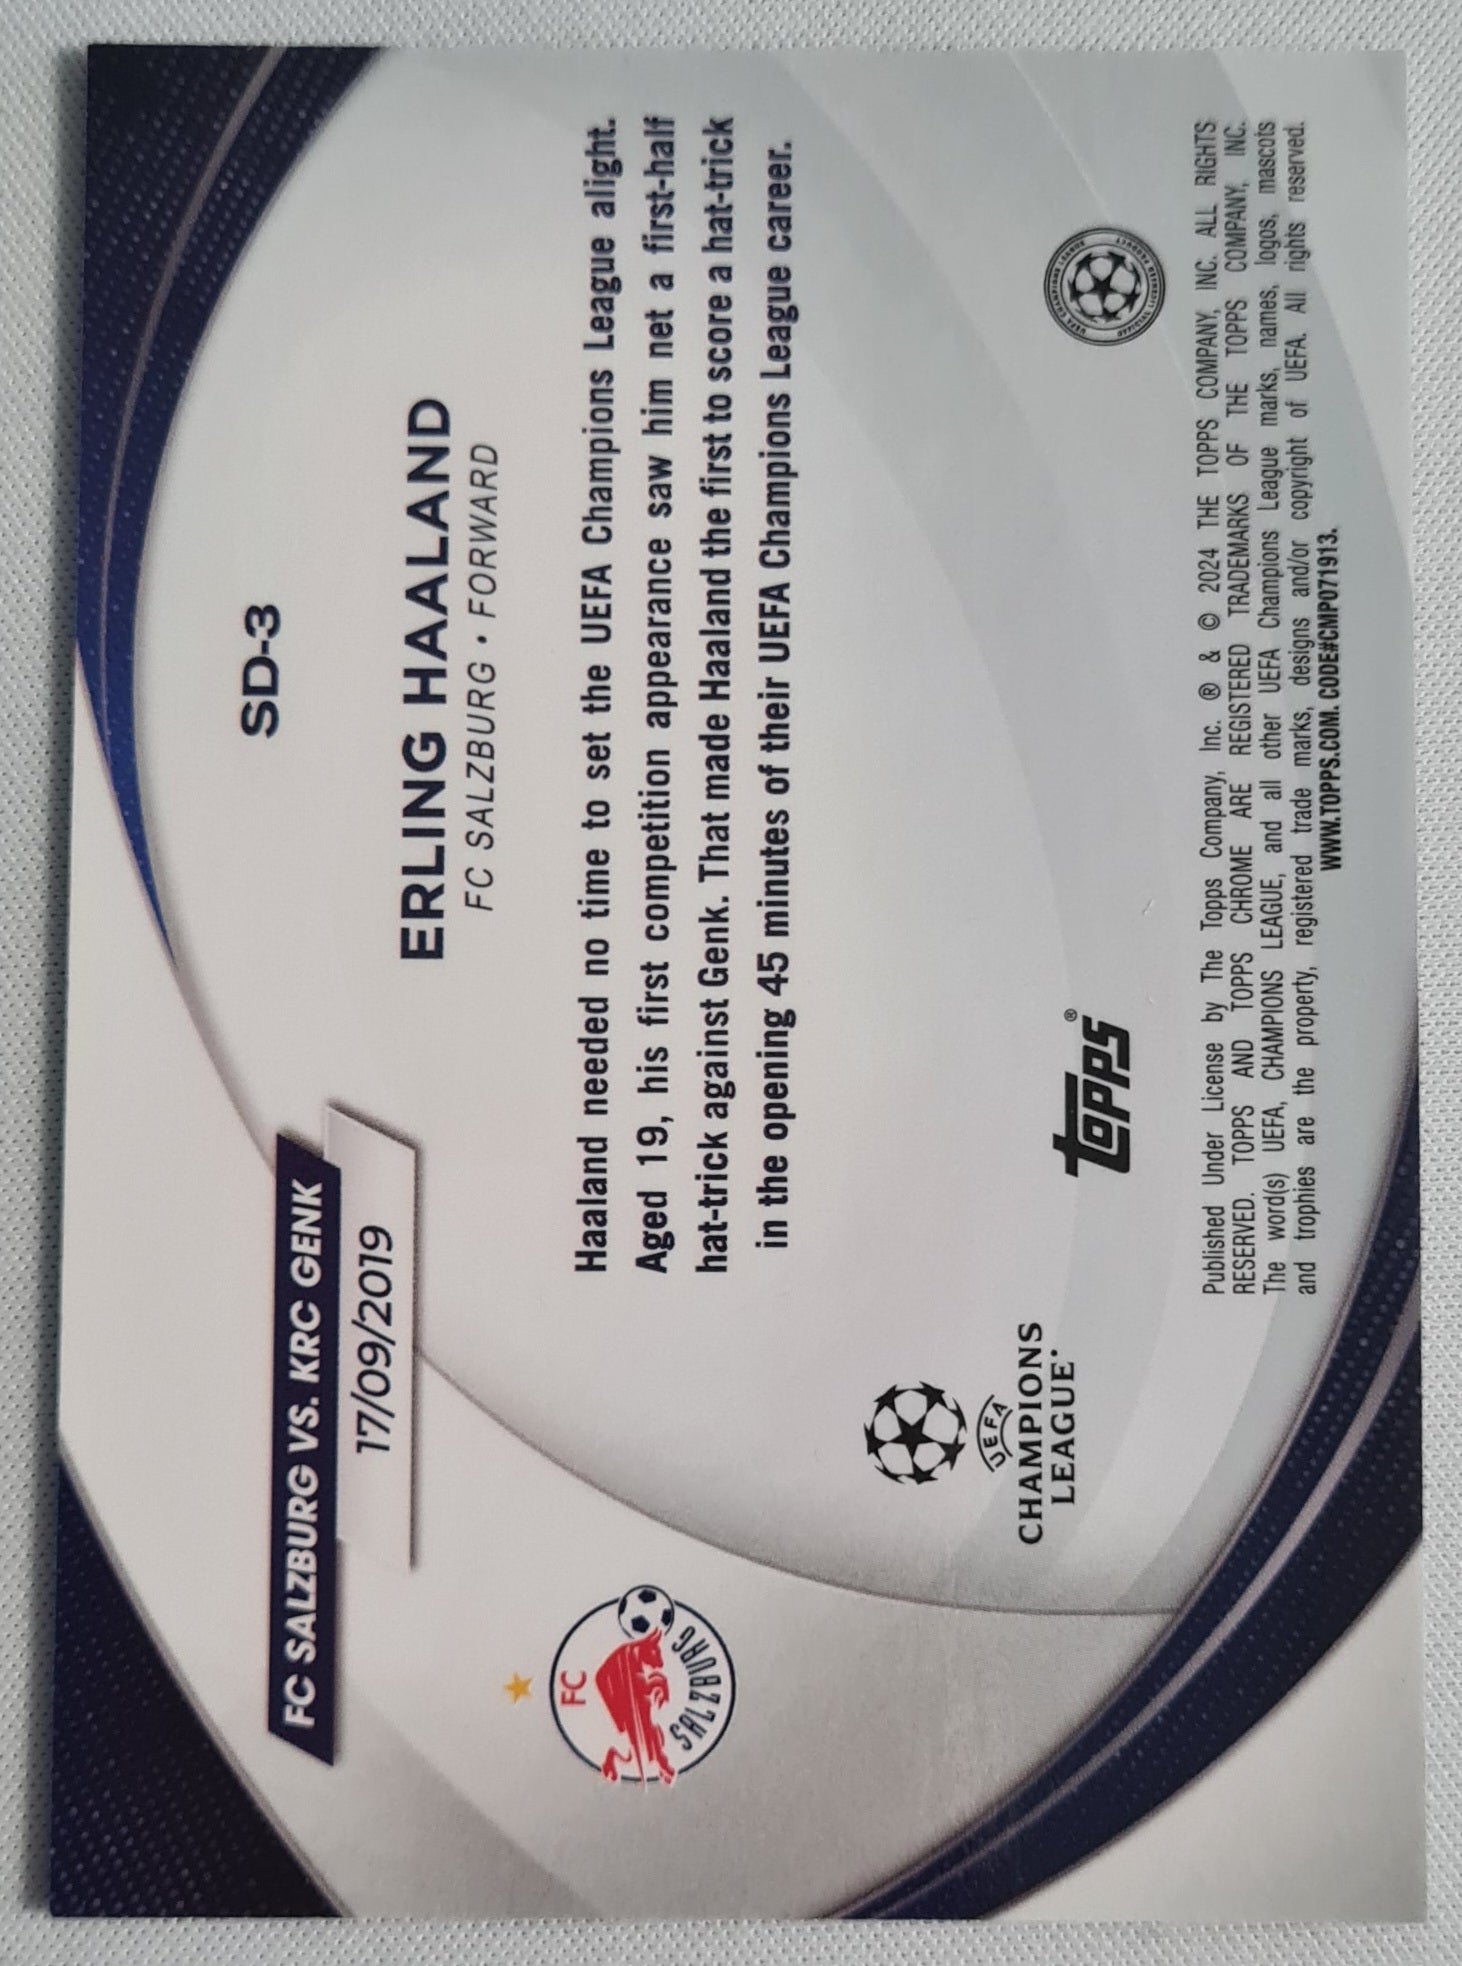 SD-3
FC SALZBURG VS. KRC GENK
17/09/2019
ERLING HAALAND
FC SALZBURG • FORWARD
FC
SALZBURG
Haaland needed no time to set the UEFA Champions League alight.
Aged 19, his first competition appearance saw him net a first-half
hat-trick against Genk. That made Haaland the first to score a hat-trick
in the opening 45 minutes of their UEFA Champions League career.
UEFA
CHAMPIONS
LEAGUE
topps®
Published Under License by The Topps Company, Inc. ® & © 2024 THE TOPPS COMPANY, INC. ALL RIGHTS
RESERVED. TOPPS AND TOPPS CHROME ARE REGISTERED TRADEMARKS OF THE TOPPS COMPANY, INC.
The word(s) UEFA, CHAMPIONS LEAGUE, and all other UEFA Champions League marks, names, logos, mascots
and trophies are the property, registered trade marks, designs and/or copyright of UEFA. All rights reserved.
WWW.TOPPS.COM. CODE#CMP071913.
UEFA CHAMPIONS LEAGUE
OFFICIAL LICENSED PRODUCT